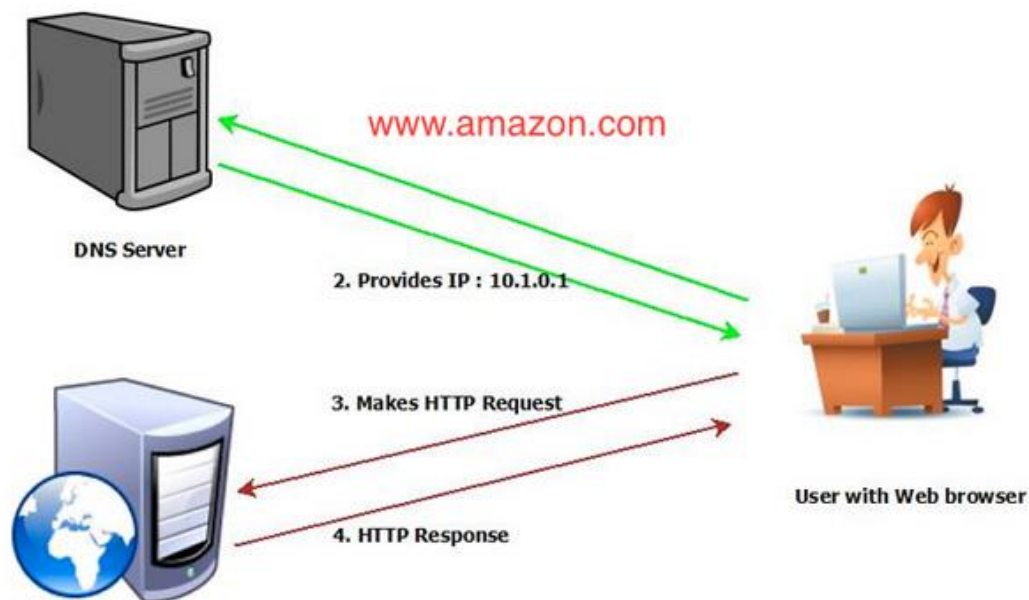 www.amazon.com
DNS Server
2. Provides IP : 10.1.0.1
3. Makes HTTP Request
User with Web browser
4. HTTP Response